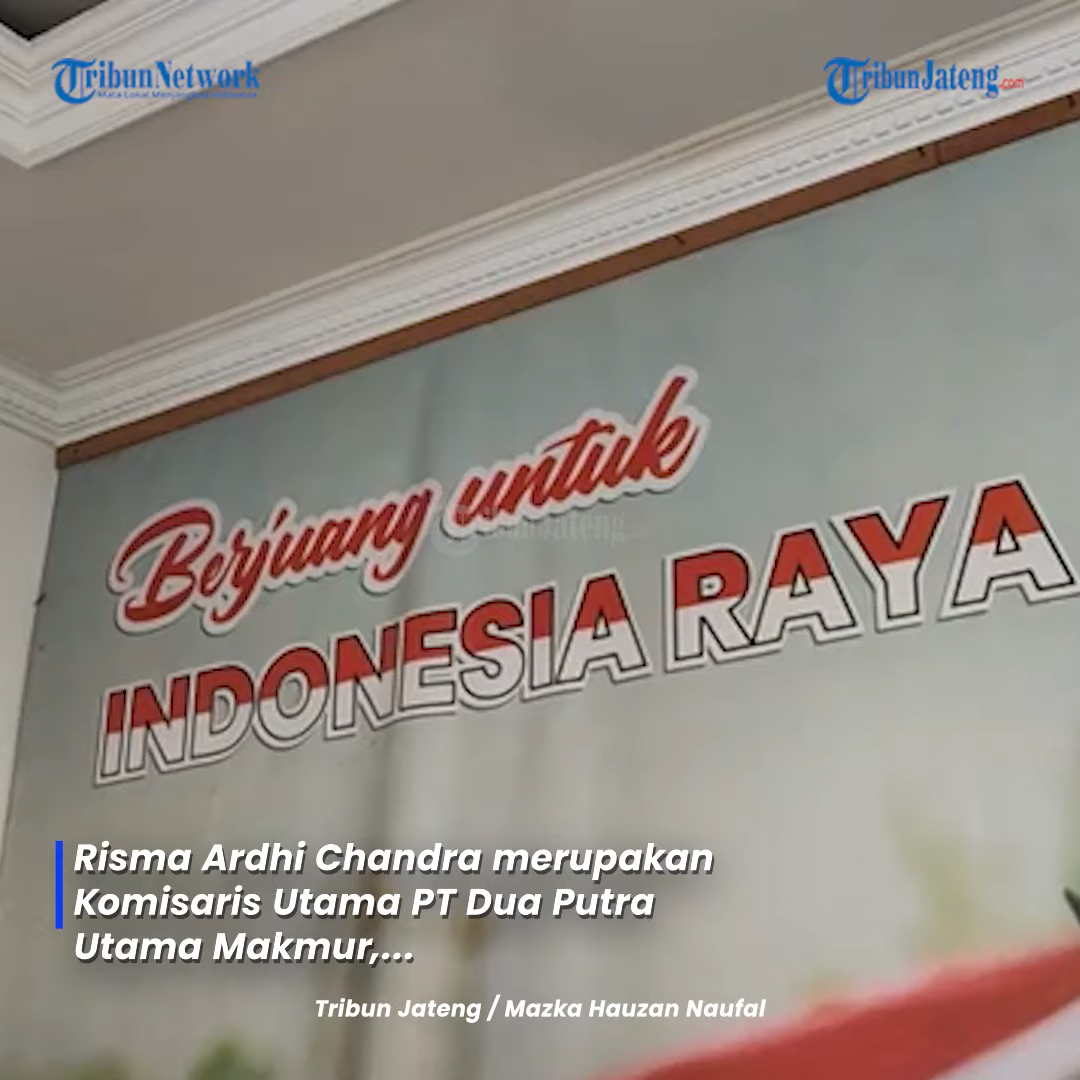 TribunNetwork
TribunJateng.com
Berjuang untuk
INDONESIA RAYA
Risma Ardhi Chandra merupakan
Komisaris Utama PT Dua Putra
Utama Makmur,...
Tribun Jateng / Mazka Hauzan Naufal